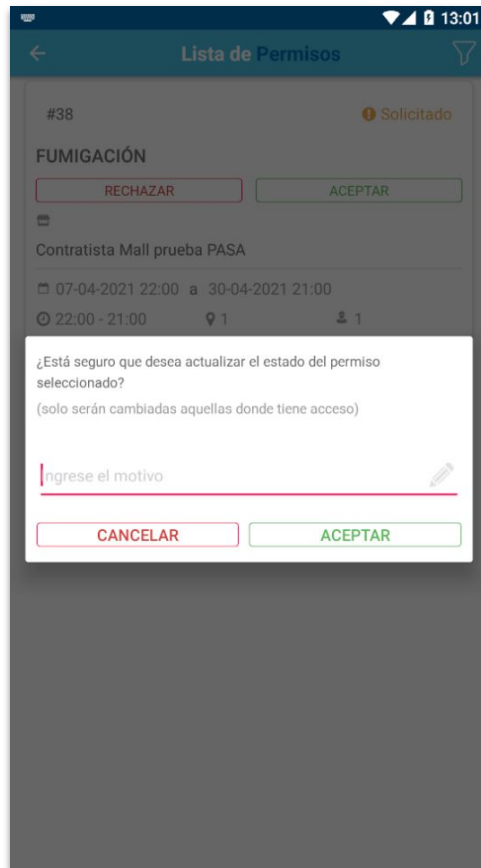 13:01
Lista de Permisos
#38 Solicitado
FUMIGACIÓN
RECHAZAR ACEPTAR
Contratista Mall prueba PASA
07-04-2021 22:00 a 30-04-2021 21:00
22:00 - 21:00 1 1
¿Está seguro que desea actualizar el estado del permiso
seleccionado?
(solo serán cambiadas aquellas donde tiene acceso)
Ingrese el motivo
CANCELAR ACEPTAR